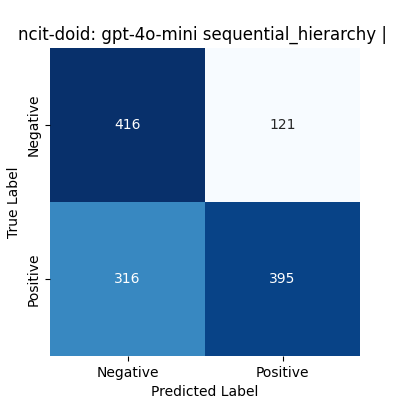 ncit-doid: gpt-4o-mini sequential_hierarchy |
True Label
Negative
416
121
Positive
316
395
Negative
Positive
Predicted Label